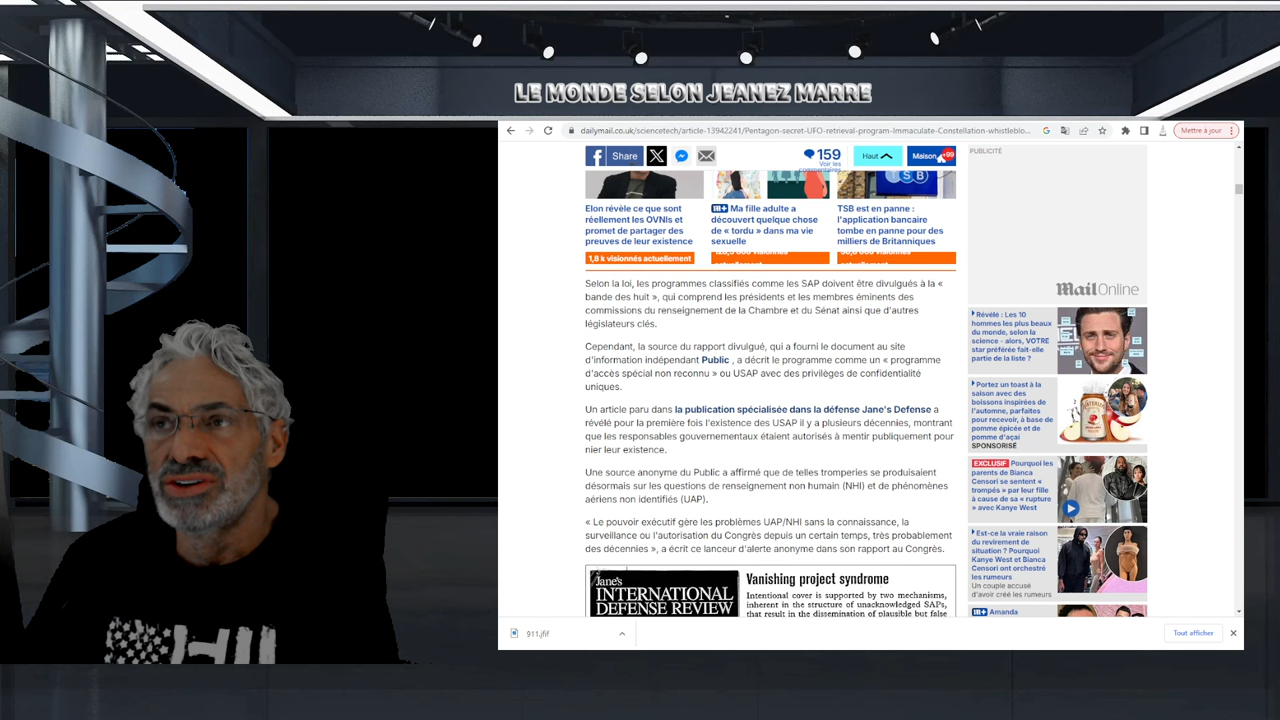 LE MONDE SELON JEANEZ MARRE
dailymail.co.uk/sciencetech/article-13942241/Pentagon-secret-UFO-retrieval-program-Immaculate-Constellation-whistleblo...
Mettre à jour
Share
159
Voir les
commentaires
Haut
Maison
+99
PUBLICITÉ
Elon révèle ce que sont
réellement les OVNIs et
promet de partager des
preuves de leur existence
1,8 k visionnés actuellement
m+ Ma fille adulte a
découvert quelque chose
de « tordu » dans ma vie
sexuelle
TSB
TSB est en panne :
l'application bancaire
tombe en panne pour des
milliers de Britanniques
Selon la loi, les programmes classifiés comme les SAP doivent être divulgués à la «
bande des huit », qui comprend les présidents et les membres éminents des
commissions du renseignement de la Chambre et du Sénat ainsi que d'autres
législateurs clés.
Cependant, la source du rapport divulgué, qui a fourni le document au site
d'information indépendant Public , a décrit le programme comme un « programme
d'accès spécial non reconnu » ou USAP avec des privilèges de confidentialité
uniques.
Un article paru dans la publication spécialisée dans la défense Jane's Defense a
révélé pour la première fois l'existence des USAP il y a plusieurs décennies, montrant
que les responsables gouvernementaux étaient autorisés à mentir publiquement pour
nier leur existence.
Une source anonyme du Public a affirmé que de telles tromperies se produisaient
désormais sur les questions de renseignement non humain (NHI) et de phénomènes
aériens non identifiés (UAP).
« Le pouvoir exécutif gère les problèmes UAP/NHI sans la connaissance, la
surveillance ou l'autorisation du Congrès depuis un certain temps, très probablement
des décennies », a écrit ce lanceur d'alerte anonyme dans son rapport au Congrès.
Jane's
INTERNATIONAL
DEFENSE REVIEW
Vanishing project syndrome
Intentional cover is supported by two mechanisms,
inherent in the structure of unacknowledged SAPs,
that result in the dissemination of plausible but false
MailOnline
Révélé : Les 10
hommes les plus beaux
du monde, selon la
science - alors, VOTRE
star préférée fait-elle
partie de la liste ?
Portez un toast à la
saison avec des
boissons inspirées de
l'automne, parfaites
pour recevoir, à base de
pomme épicée et de
pomme d'açaí
SPONSORISÉ
EXCLUSIF Pourquoi les
parents de Bianca
Censori se sentent «
trompés » par leur fille
à cause de sa « rupture
» avec Kanye West
Est-ce la vraie raison
du revirement de
situation ? Pourquoi
Kanye West et Bianca
Censori ont orchestré
les rumeurs
Un couple accusé
d'avoir créé les rumeurs
m+ Amanda
911.jfif
Tout afficher